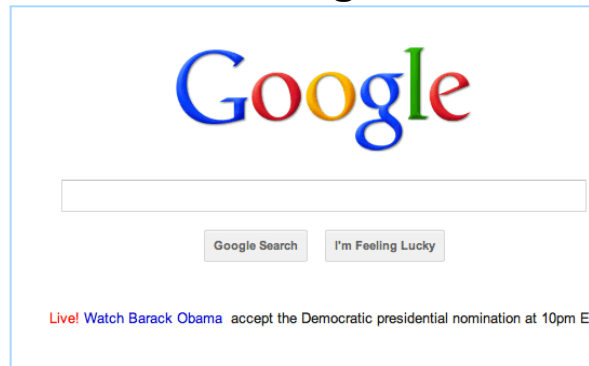 Google
Google Search I'm Feeling Lucky
Live! Watch Barack Obama accept the Democratic presidential nomination at 10pm E